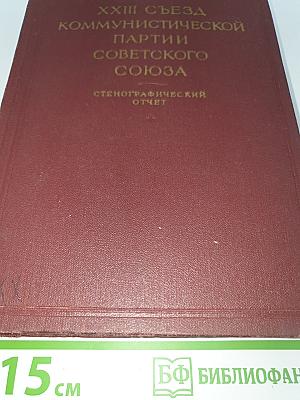 XXIII СЪЕЗД
КОММУНИСТИЧЕСКОЙ
ПАРТИИ
СОВЕТСКОГО
СОЮЗА
СТЕНОГРАФИЧЕСКИЙ
ОТЧЕТ
15 см
БФ БИБЛИОФАН